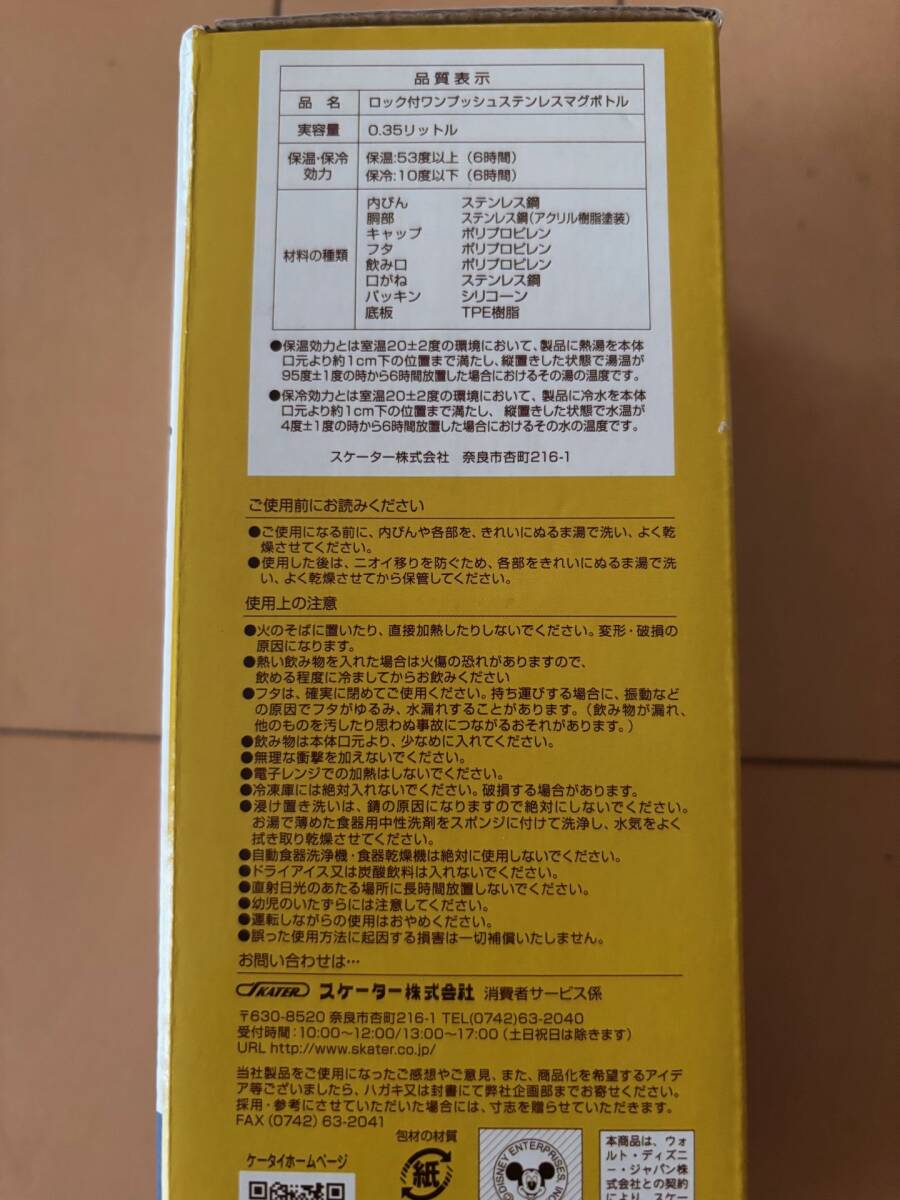 品質表示
品 名 ロック付ワンプッシュステンレスマグボトル
実容量 0.35リットル
保温・保冷効力 保温:53度以上(6時間)
保冷:10度以下(6時間)
材料の種類
内びん ステンレス鋼
胴部 ステンレス鋼(アクリル樹脂塗装)
キャップ ポリプロピレン
フタ ポリプロピレン
飲み口 ポリプロピレン
口がね ステンレス鋼
パッキン シリコーン
底板 TPE樹脂
●保温効力とは室温20±2度の環境において、製品に熱湯を本体
口元より約1cm下の位置まで満たし、縦置きした状態で湯温が
95度±1度の時から6時間放置した場合におけるその湯の温度です。
●保冷効力とは室温20±2度の環境において、製品に冷水を本体
口元より約1cm下の位置まで満たし、縦置きした状態で水温が
4度±1度の時から6時間放置した場合におけるその水の温度です。
スケーター株式会社 奈良市杏町216-1
ご使用前にお読みください
●ご使用になる前に、内びんや各部を、きれいにぬるま湯で洗い、よく乾
燥させてください。
●使用した後は、ニオイ移りを防ぐため、各部をきれいにぬるま湯で洗
い、よく乾燥させてから保管してください。
使用上の注意
●火のそばに置いたり、直接加熱したりしないでください。変形・破損の
原因になります。
●熱い飲み物を入れた場合は火傷の恐れがありますので、
飲める程度に冷ましてからお飲みください
●フタは、確実に閉めてご使用ください。持ち運びする場合に、振動など
の原因でフタがゆるみ、水漏れすることがあります。(飲み物が漏れ、
他のものを汚したり思わぬ事故につながるおそれがあります。)
●飲み物は本体口元より、少なめに入れてください。
●無理な衝撃を加えないでください。
●電子レンジでの加熱はしないでください。
●冷凍庫には絶対入れないでください。破損する場合があります。
●浸け置き洗いは、錆の原因になりますので絶対にしないでください。
お湯で薄めた食器用中性洗剤をスポンジに付けて洗浄し、水気をよく
拭き取り乾燥させてください。
●自動食器洗浄機・食器乾燥機は絶対に使用しないでください。
●ドライアイス又は炭酸飲料は入れないでください。
●直射日光のあたる場所に長時間放置しないでください。
●幼児のいたずらには注意してください。
●運転しながらの使用はおやめください。
●誤った使用方法に起因する損害は一切補償いたしません。
お問い合わせは…
SKATER スケーター株式会社 消費者サービス係
〒630-8520 奈良市杏町216-1 TEL(0742)63-2040
受付時間:10:00〜12:00/13:00〜17:00(土日祝日は除きます)
URL http://www.skater.co.jp/
当社製品をご使用になったご感想やご意見、また、商品化を希望するアイデ
ア等ございましたら、ハガキ又は封書にて弊社企画部までお寄せください。
採用・参考にさせていただいた場合には、寸志を贈らせていただきます。
FAX (0742) 63-2041
ケータイホームページ
包材の材質
紙
©DISNEY ENTERPRISES, INC.
本商品は、ウォ
ルト・ディズニ
ー・ジャパン株
式会社との契約
により、スケー